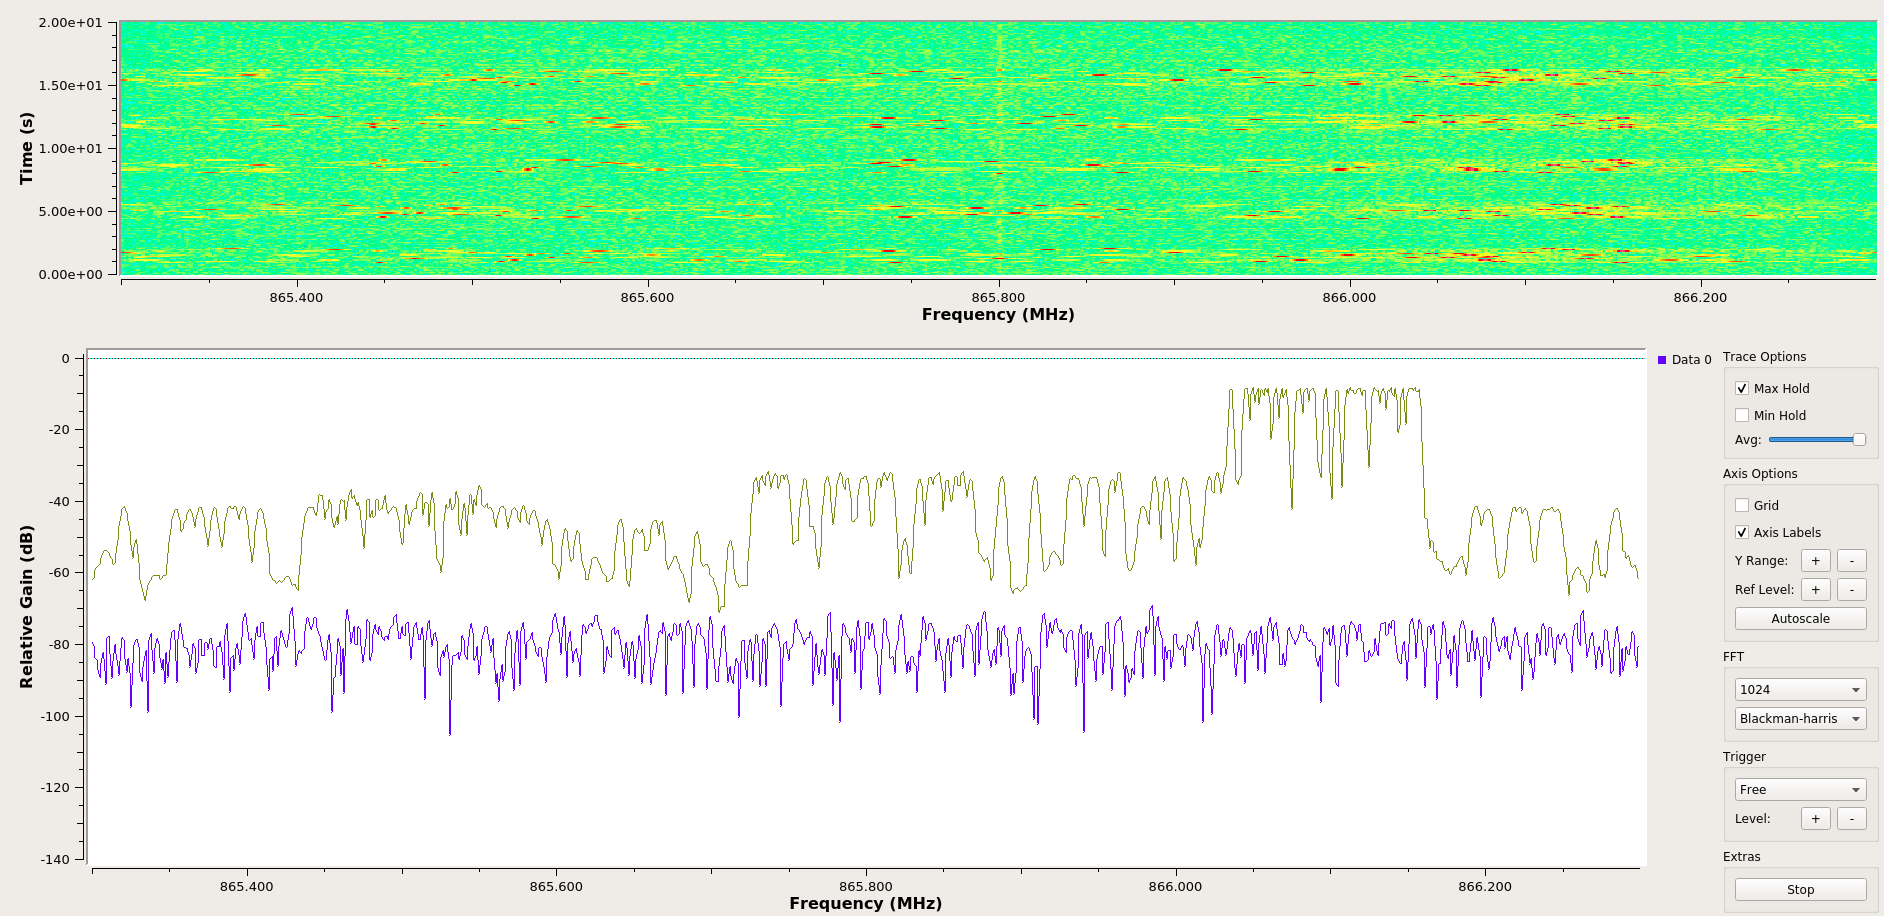 2.00e+01
1.50e+01
1.00e+01
5.00e+00
0.00e+00
Time (s)
865.400 865.600 865.800 866.000 866.200
Frequency (MHz)
0
-20
-40
-60
-80
-100
-120
-140
Relative Gain (dB)
865.400 865.600 865.800 866.000 866.200
Frequency (MHz)
Data 0
Trace Options
Max Hold
Min Hold
Avg:
Axis Options
Grid
Axis Labels
Y Range: + -
Ref Level: + -
Autoscale
FFT
1024
Blackman-harris
Trigger
Free
Level: + -
Extras
Stop